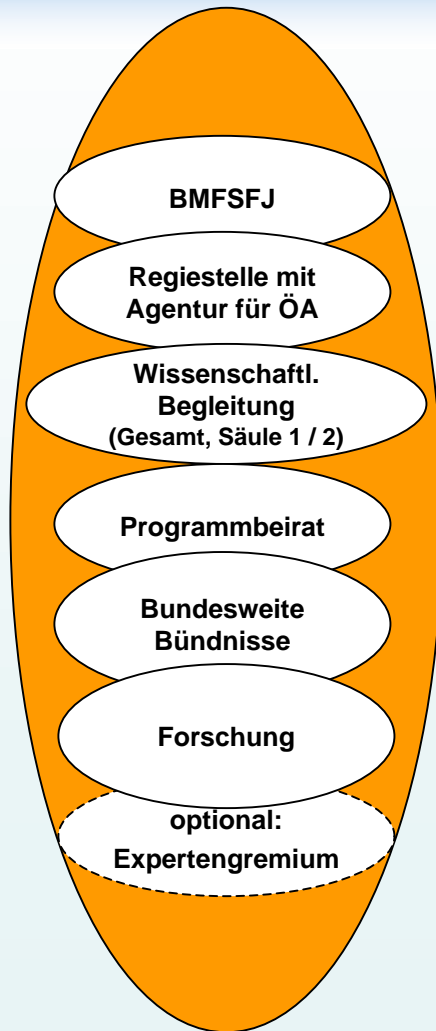 BMFSFJ
Regiestelle mit
Agentur für ÖA
Wissenschaftl.
Begleitung
(Gesamt, Säule 1 / 2)
Programmbeirat
Bundesweite
Bündnisse
Forschung
optional:
Expertengremium